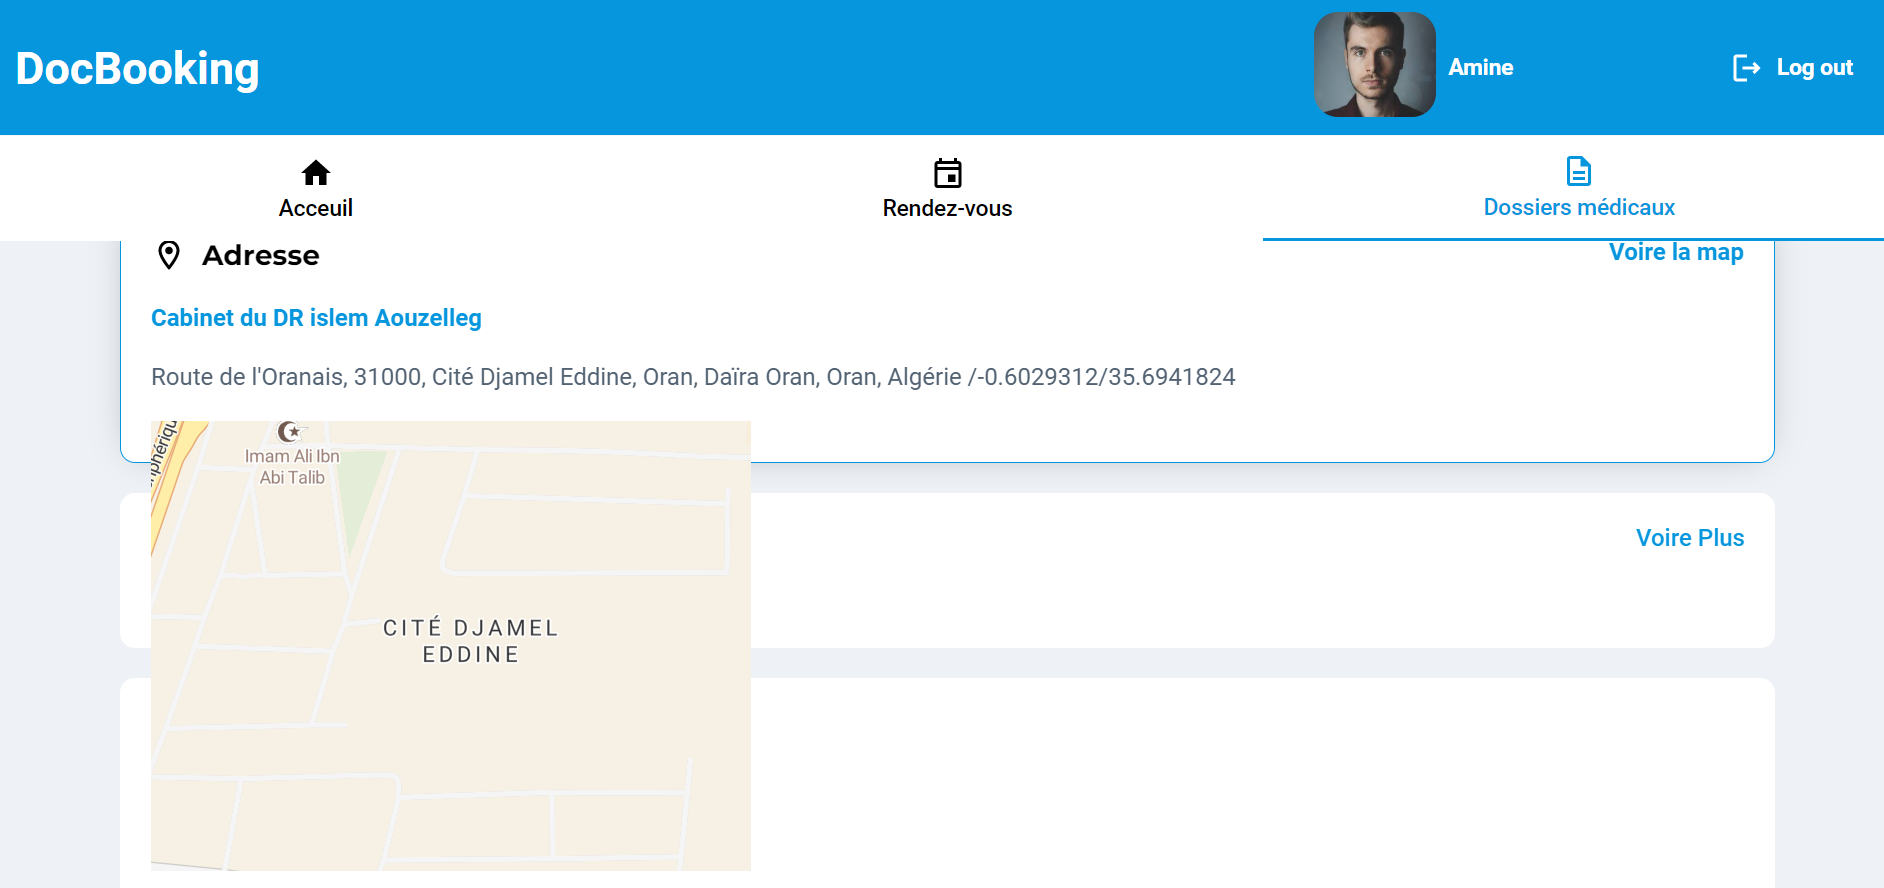 DocBooking
Amine
Log out
Acceuil
Rendez-vous
Dossiers médicaux
Adresse
Voire la map
Cabinet du DR islem Aouzelleg
Route de l'Oranais, 31000, Cité Djamel Eddine, Oran, Daïra Oran, Oran, Algérie /-0.6029312/35.6941824
Imam Ali Ibn
Abi Talib
Voire Plus
CITÉ DJAMEL
EDDINE